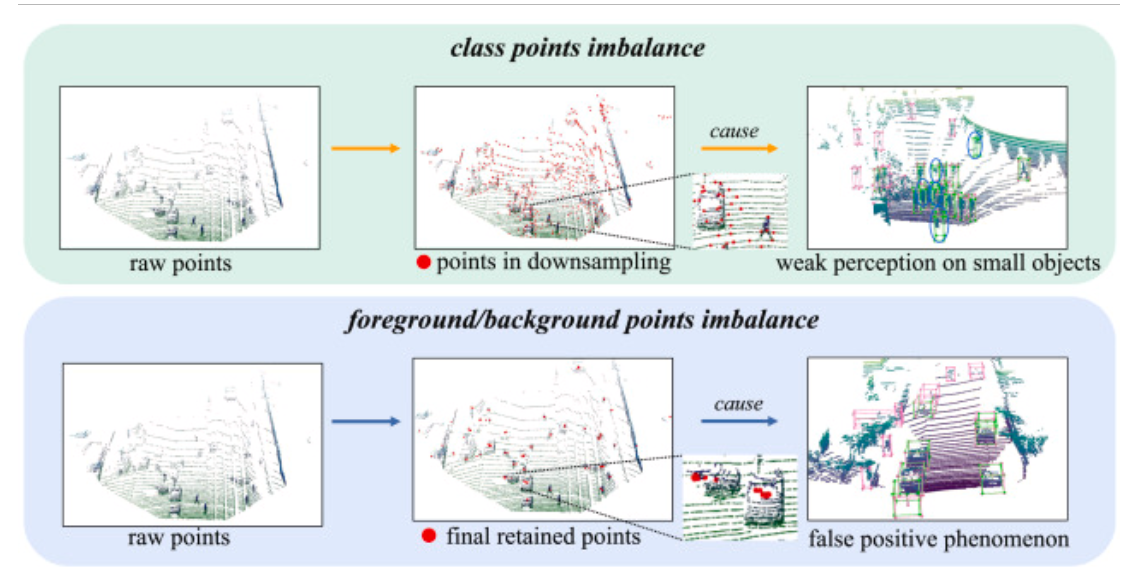 class points imbalance
cause
raw points
points in downsampling
weak perception on small objects
foreground/background points imbalance
cause
raw points
final retained points
false positive phenomenon